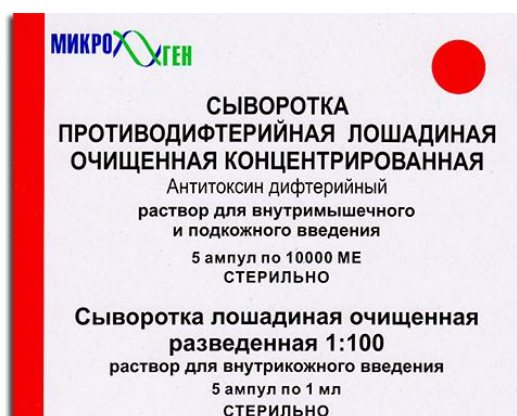 МИКРОГЕН
СЫВОРОТКА
ПРОТИВОДИФТЕРИЙНАЯ ЛОШАДИНАЯ
ОЧИЩЕННАЯ КОНЦЕНТРИРОВАННАЯ
Антитоксин дифтерийный
раствор для внутримышечного
и подкожного введения
5 ампул по 10000 МЕ
СТЕРИЛЬНО
Сыворотка лошадиная очищенная
разведенная 1:100
раствор для внутрикожного введения
5 ампул по 1 мл
СТЕРИЛЬНО